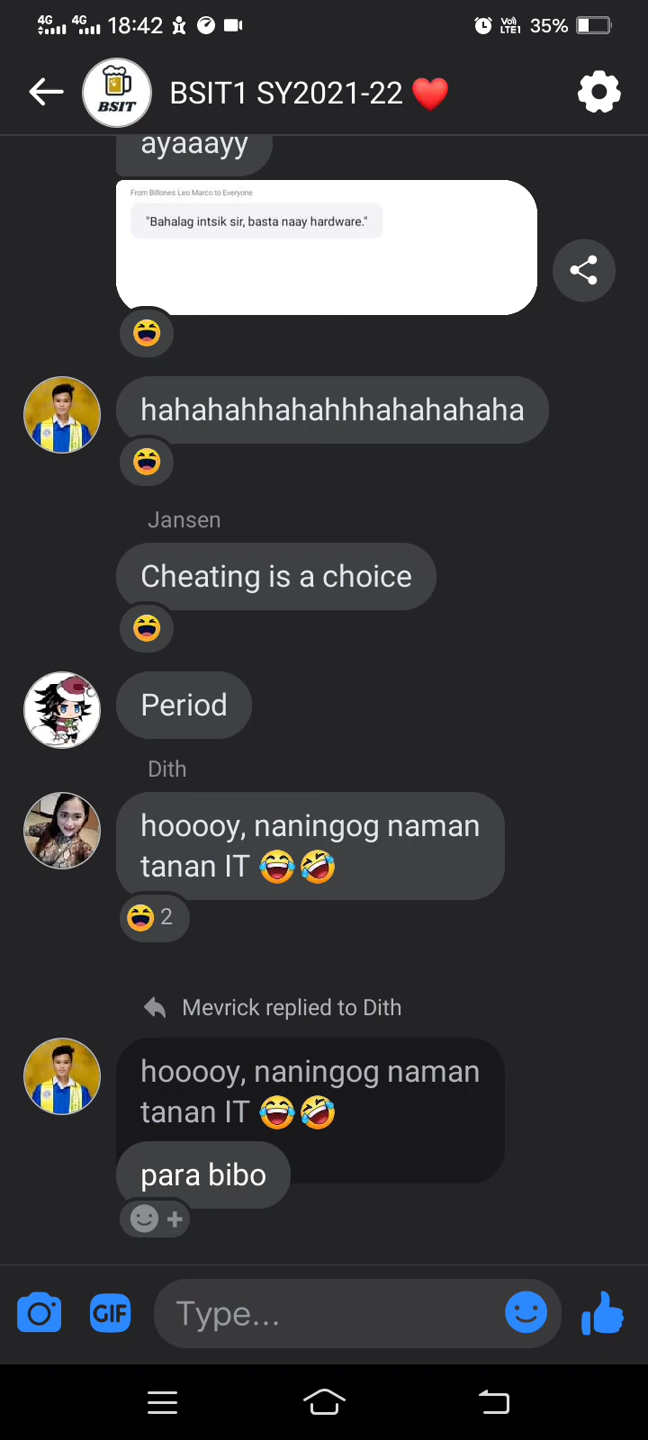 4G 4G 18:42 Vo)) LTE1 35%
BSIT
BSIT1 SY2021-22 ❤️
ayaaayy
From Billones Leo Marco to Everyone
"Bahalag intsik sir, basta naay hardware."
hahahahhahahhhahahahaha
Jansen
Cheating is a choice
Period
Dith
hooooy, naningog naman
tanan IT 😂🤣
2
Mevrick replied to Dith
hooooy, naningog naman
tanan IT 😂🤣
para bibo
GIF
Type...